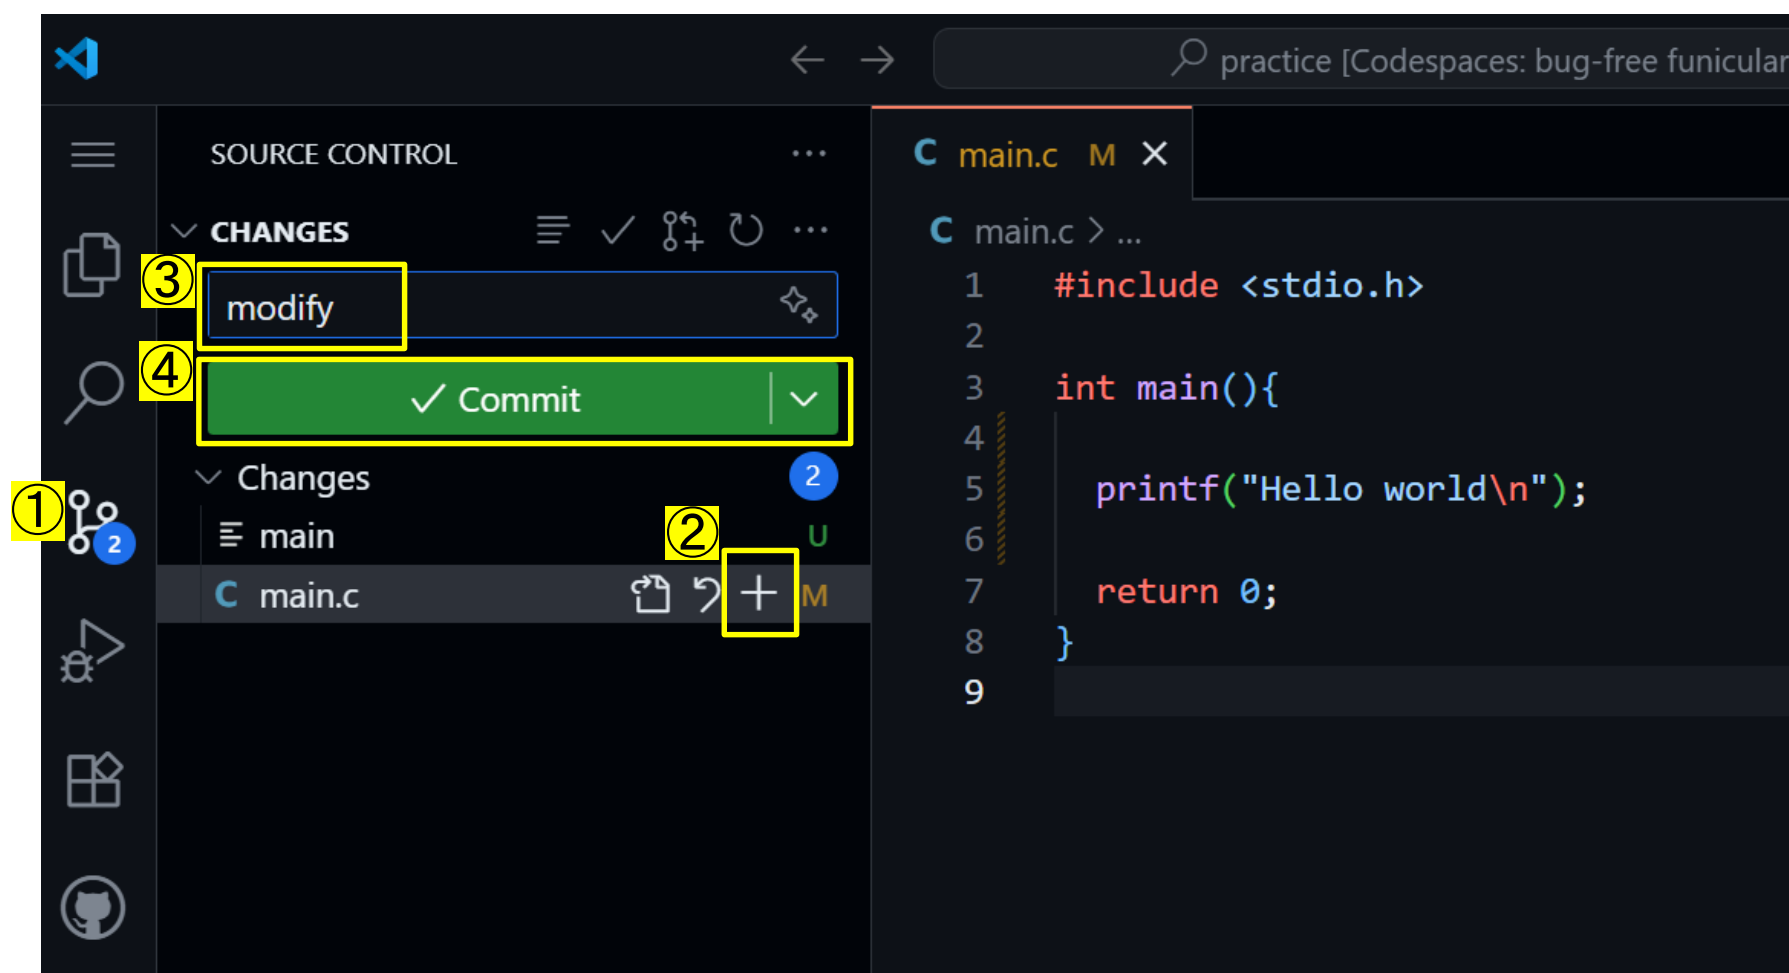 practice [Codespaces: bug-free funicular
SOURCE CONTROL
CHANGES
③
modify
④
✓ Commit
①
2
Changes 2
main U
②
C main.c M
C main.c M
C main.c > ...
1 #include <stdio.h>
2
3 int main(){
4
5 printf("Hello world\n");
6
7 return 0;
8 }
9